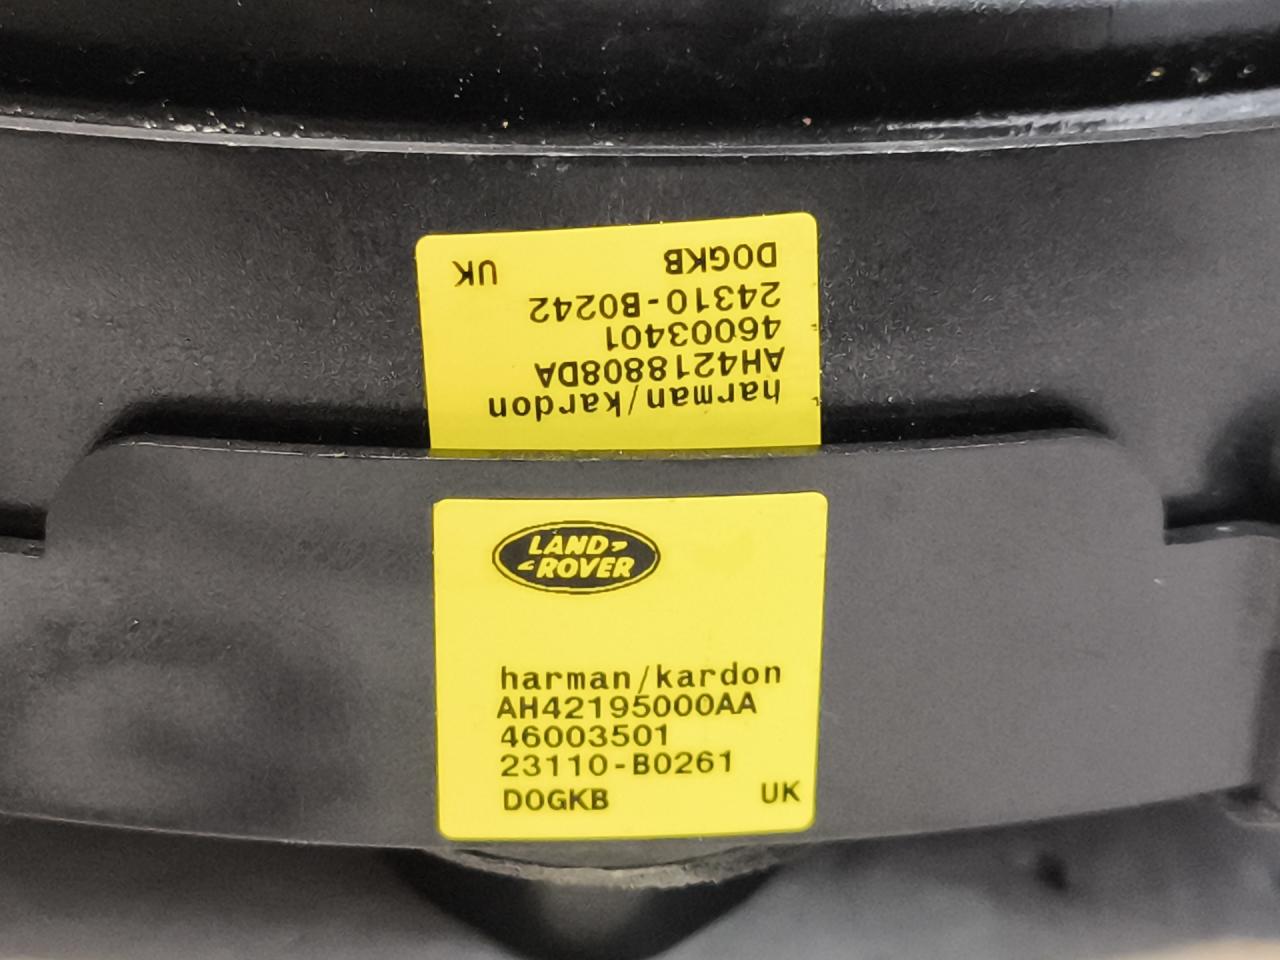 DOGKB UK
24310-B0242
46003401
AH4218808DA
harman/kardon
LAND
ROVER
harman/kardon
AH42195000AA
46003501
23110-B0261
DOGKB UK